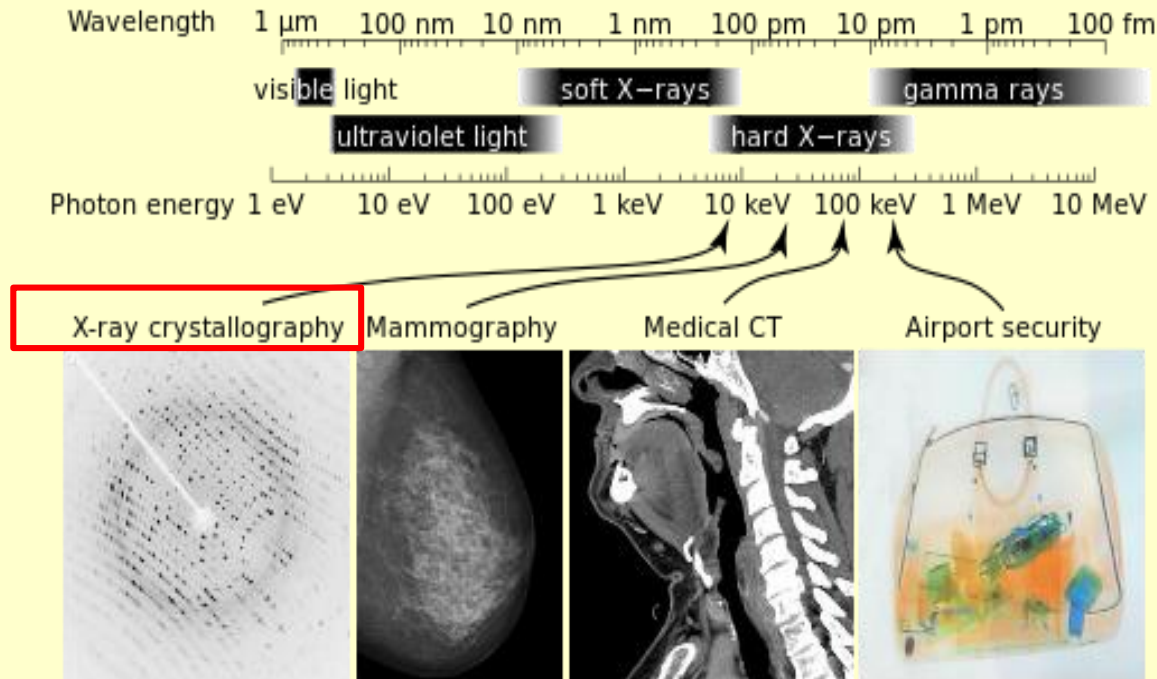 Wavelength 1 μm 100 nm 10 nm 1 nm 100 pm 10 pm 1 pm 100 fm
visible light soft X−rays gamma rays
ultraviolet light hard X−rays
Photon energy 1 eV 10 eV 100 eV 1 keV 10 keV 100 keV 1 MeV 10 MeV
X-ray crystallography Mammography Medical CT Airport security